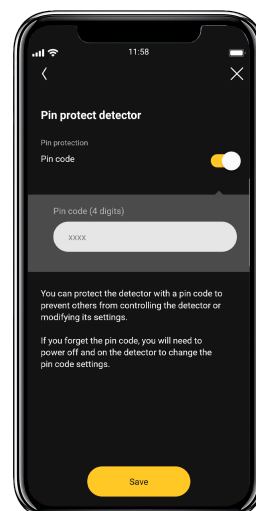 11:58
Pin protect detector
Pin protection
Pin code
Pin code (4 digits)
xxxx
You can protect the detector with a pin code to
prevent others from controlling the detector or
modifying its settings.
If you forget the pin code, you will need to
power off and on the detector to change the
pin code settings.
Save